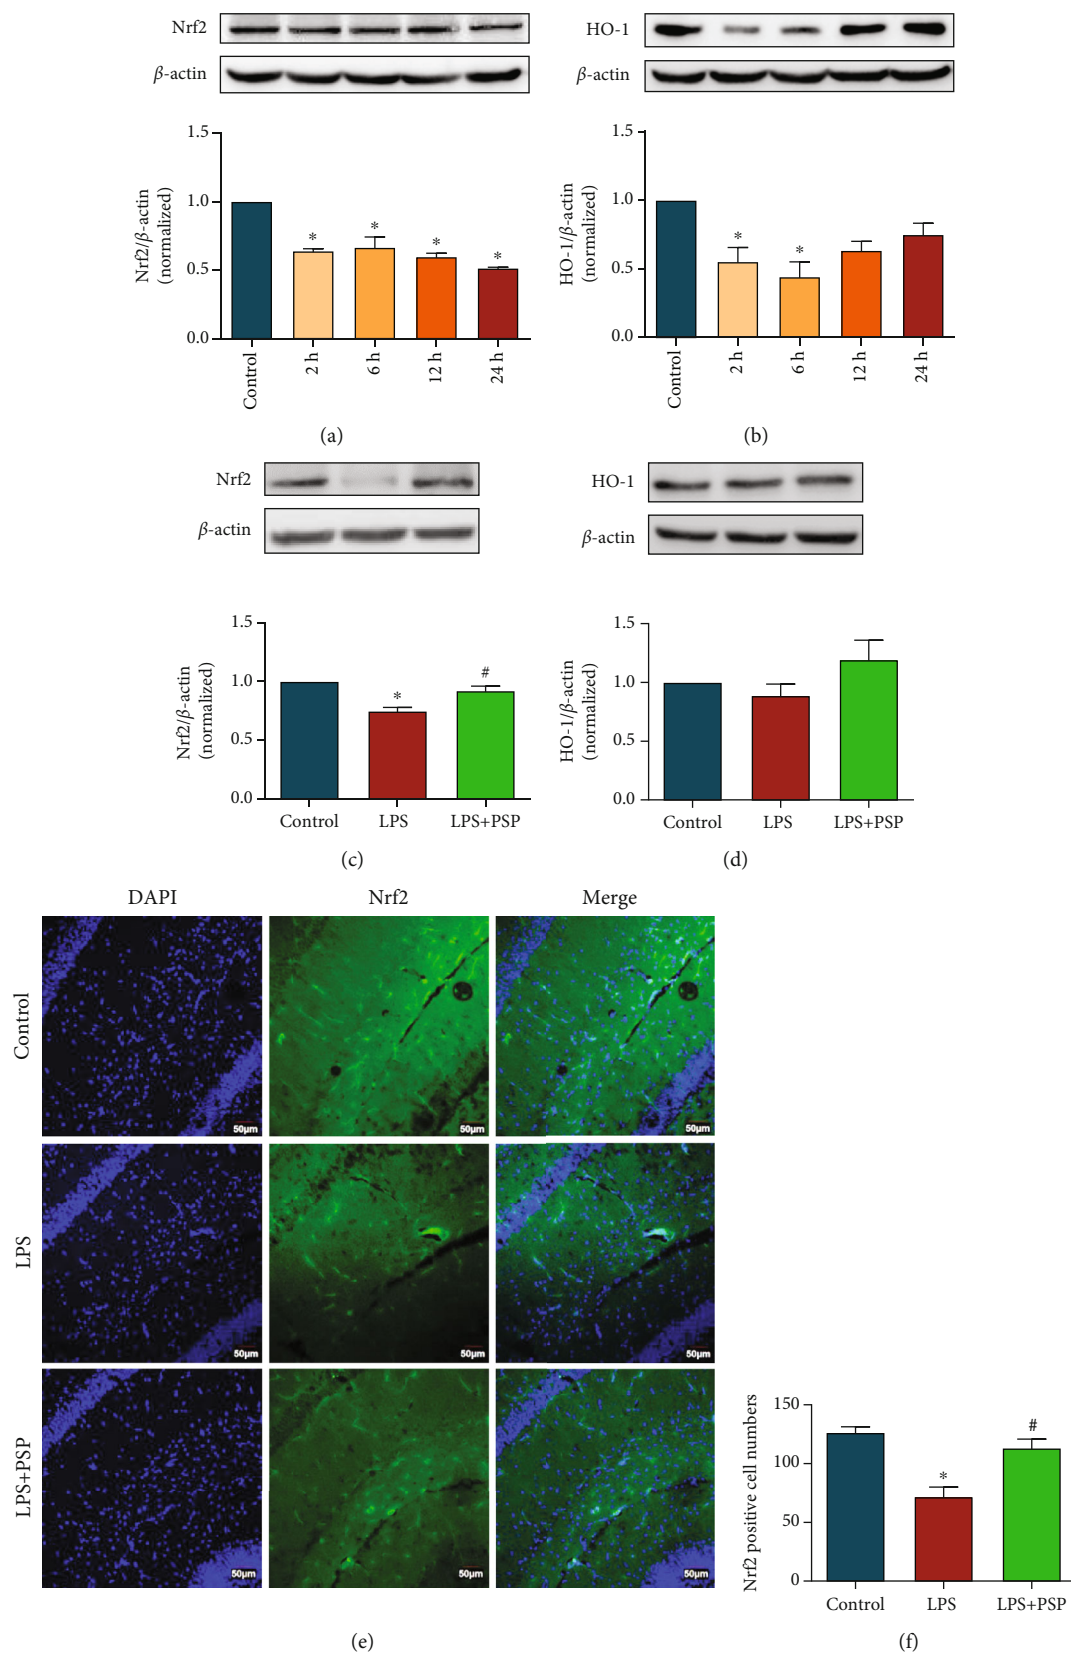 Nrf2
β-actin
1.5
1.0
0.5
0.0
Nrf2/β-actin
(normalized)
*
*
*
*
Control
2 h
6 h
12 h
24 h
(a)
HO-1
β-actin
1.5
1.0
0.5
0.0
HO-1/β-actin
(normalized)
*
*
Control
2 h
6 h
12 h
24 h
(b)
Nrf2
β-actin
1.5
1.0
0.5
0.0
Nrf2/β-actin
(normalized)
*
#
Control LPS LPS+PSP
(c)
HO-1
β-actin
1.5
1.0
0.5
0.0
HO-1/β-actin
(normalized)
Control LPS LPS+PSP
(d)
DAPI Nrf2 Merge
Control
50μm 50μm 50μm
LPS
50μm 50μm 50μm
LPS+PSP
50μm 50μm 50μm
(e)
150
100
50
0
Nrf2 positive cell numbers
*
#
Control LPS LPS+PSP
(f)